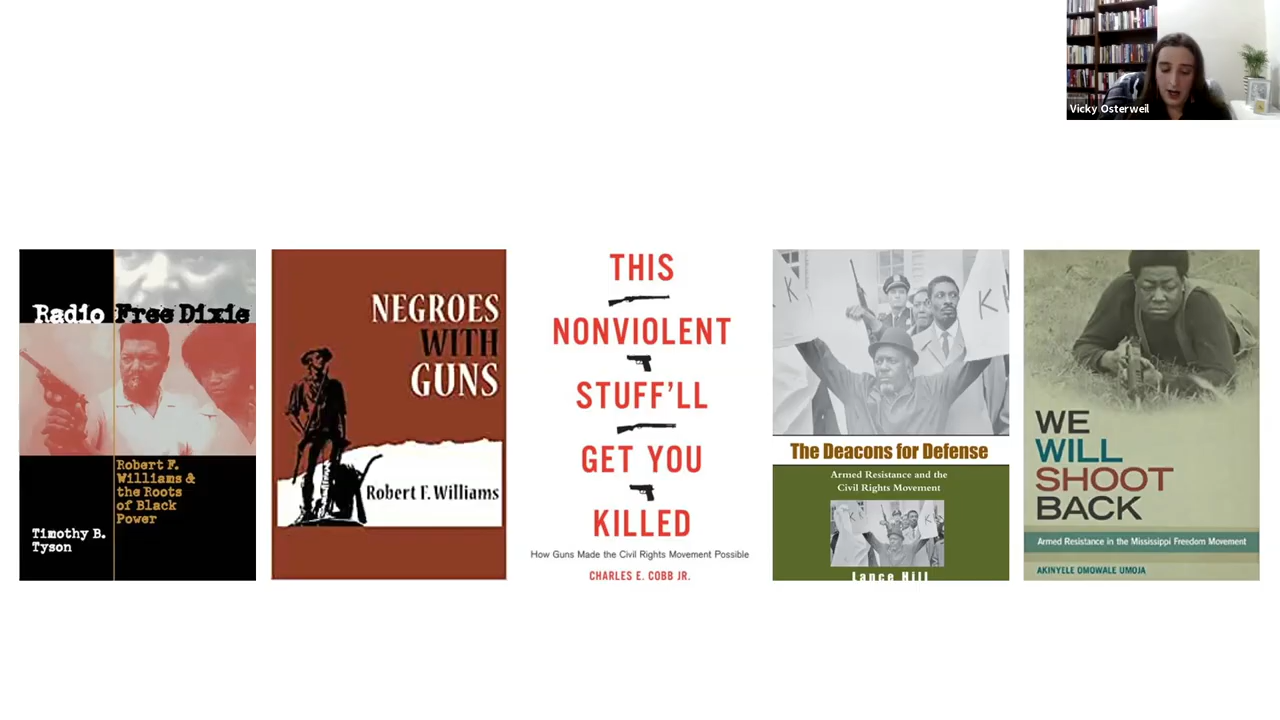 Vicky Osterweil
Radio Free Dixie
Robert F.
Williams &
the Roots
of Black
Power
Timothy B.
Tyson
NEGROES
WITH
GUNS
Robert F. Williams
THIS
NONVIOLENT
STUFF'LL
GET YOU
KILLED
How Guns Made the Civil Rights Movement Possible
CHARLES E. COBB JR.
K
K
The Deacons for Defense
Armed Resistance and the
Civil Rights Movement
Lance Hill
WE
WILL
SHOOT
BACK
Armed Resistance in the Mississippi Freedom Movement
AKINYELE OMOWALE UMOJA